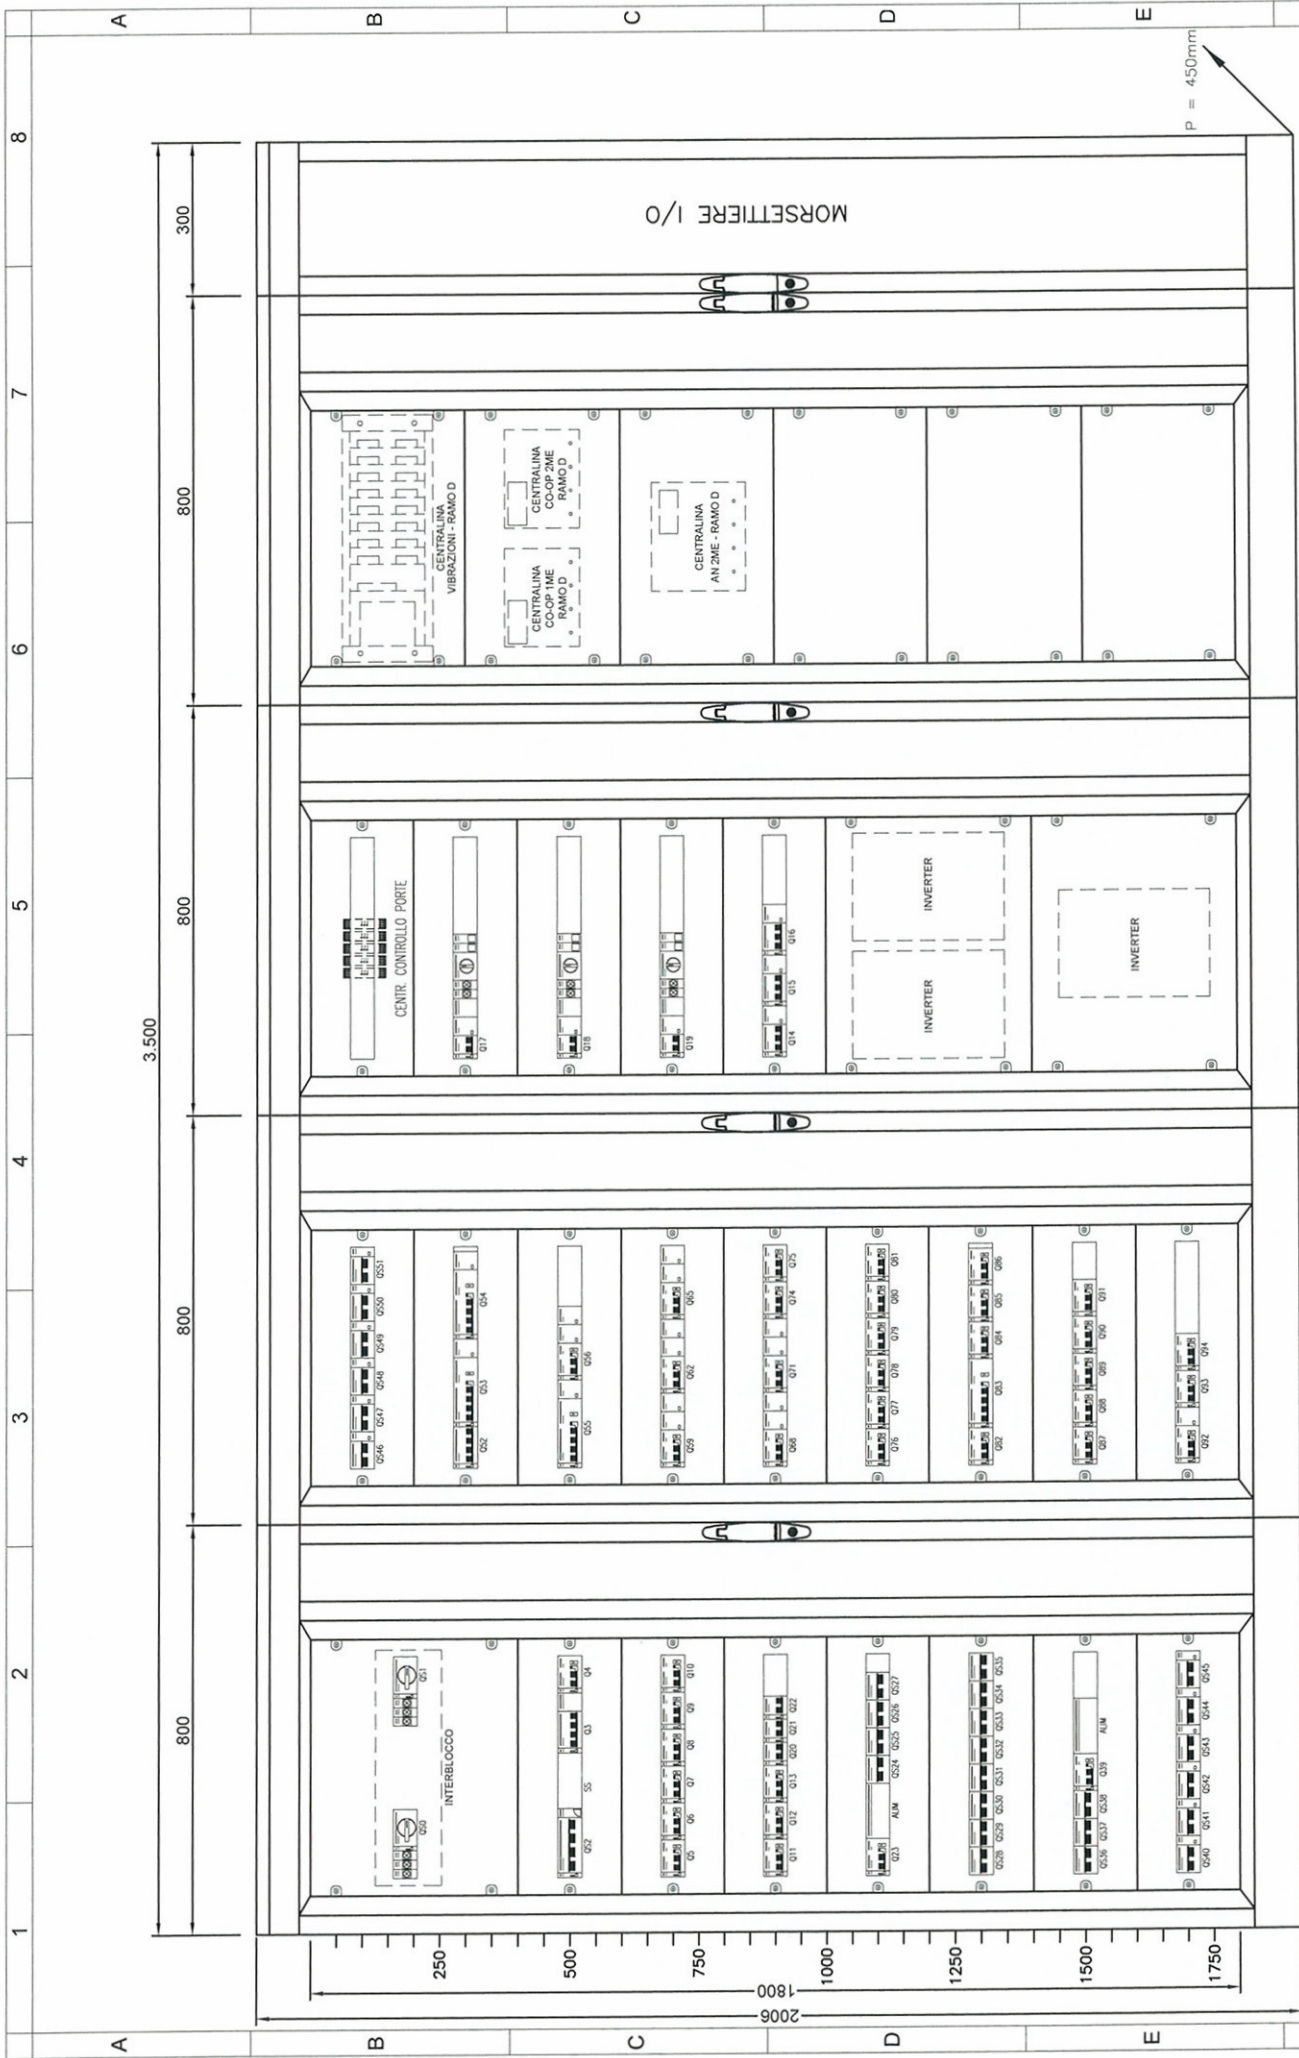 1 2 3 4 5 6 7 8
A A
B B
C C
D D
E E
3.500
800 800 800 800 300
2006
1800
250
500
750
1000
1250
1500
1750
QS0 QS1
INTERBLOCCO
QS2 SS Q3 Q4
Q5 Q6 Q7 Q8 Q9 Q10
Q11 Q12 Q13 Q20 Q21 Q22
Q23 ALIM QS24 QS25 QS26 QS27
QS28 QS29 QS30 QS31 QS32 QS33 QS34 QS35
QS36 QS37 QS38 Q39 ALIM
QS40 QS41 QS42 QS43 QS44 QS45
QS46 QS47 QS48 QS49 QS50 QS51
Q52 Q53 Q54
Q55 Q56
Q59 Q62 Q65
Q68 Q71 Q74 Q75
Q76 Q77 Q78 Q79 Q80 Q81
Q82 Q83 Q84 Q85 Q86
Q87 Q88 Q89 Q90 Q91
Q92 Q93 Q94
CENTR. CONTROLLO PORTE
Q17
Q18
Q19
Q14 Q15 Q16
INVERTER INVERTER
INVERTER
CENTRALINA
VIBRAZIONI - RAMO D
CENTRALINA
CO-OP 1ME
RAMO D
CENTRALINA
CO-OP 2ME
RAMO D
CENTRALINA
AN 2ME - RAMO D
MORSETTIERE I/O
P = 450mm